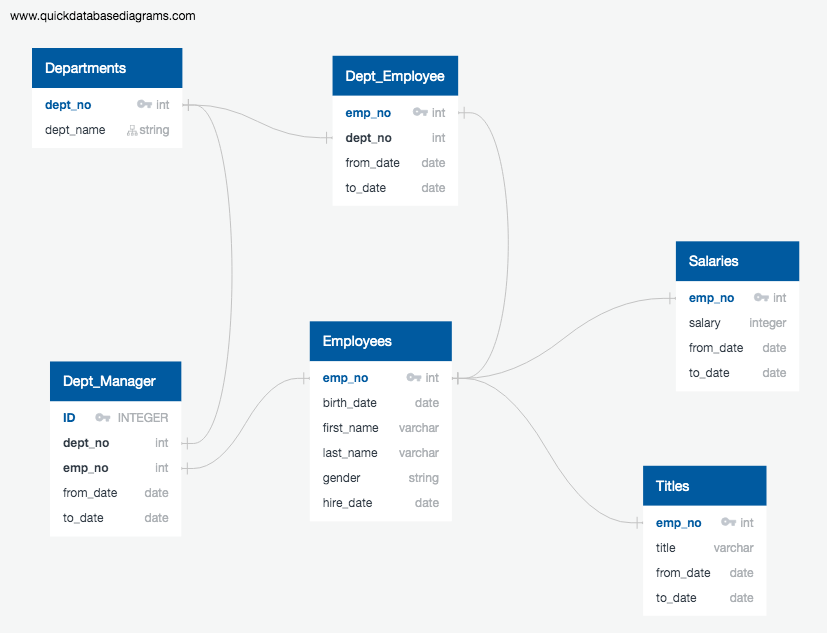 www.quickdatabasediagrams.com
Departments
dept_no int
dept_name string
Dept_Employee
emp_no int
dept_no int
from_date date
to_date date
Salaries
emp_no int
salary integer
from_date date
to_date date
Employees
emp_no int
birth_date date
first_name varchar
last_name varchar
gender string
hire_date date
Dept_Manager
ID INTEGER
dept_no int
emp_no int
from_date date
to_date date
Titles
emp_no int
title varchar
from_date date
to_date date